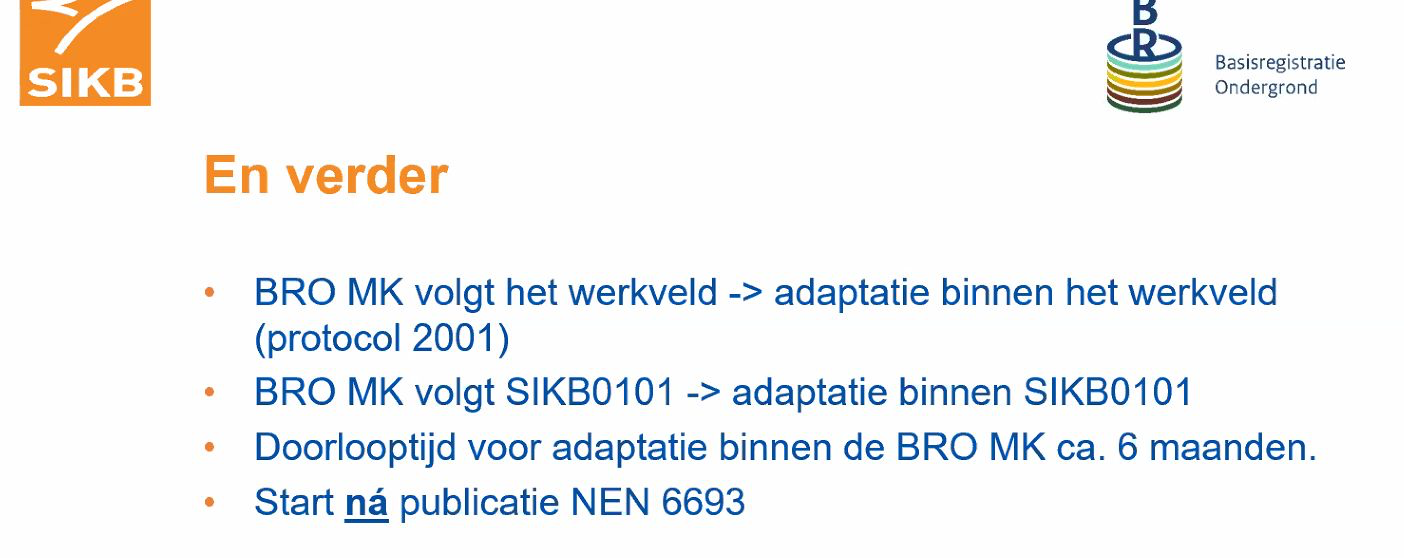 SIKB
BR
Basisregistratie
Ondergrond
En verder
• BRO MK volgt het werkveld -> adaptatie binnen het werkveld
(protocol 2001)
• BRO MK volgt SIKB0101 -> adaptatie binnen SIKB0101
• Doorlooptijd voor adaptatie binnen de BRO MK ca. 6 maanden.
• Start ná publicatie NEN 6693